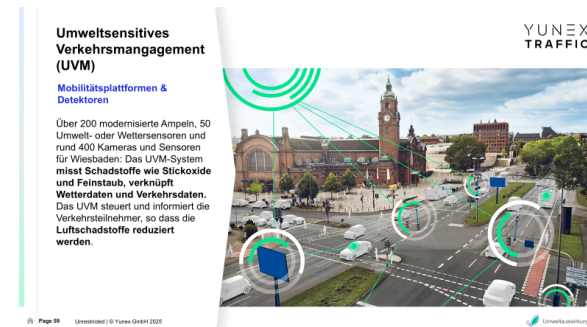 Umweltsensitives
Verkehrsmangagement
(UVM)
Mobilitätsplattformen &
Detektoren
Über 200 modernisierte Ampeln, 50
Umwelt- oder Wettersensoren und
rund 400 Kameras und Sensoren
für Wiesbaden: Das UVM-System
misst Schadstoffe wie Stickoxide
und Feinstaub, verknüpft
Wetterdaten und Verkehrsdaten.
Das UVM steuert und informiert die
Verkehrsteilnehmer, so dass die
Luftschadstoffe reduziert
werden.
YUNEX
TRAFFIC
Page 59 Unrestricted | © Yunex GmbH 2025